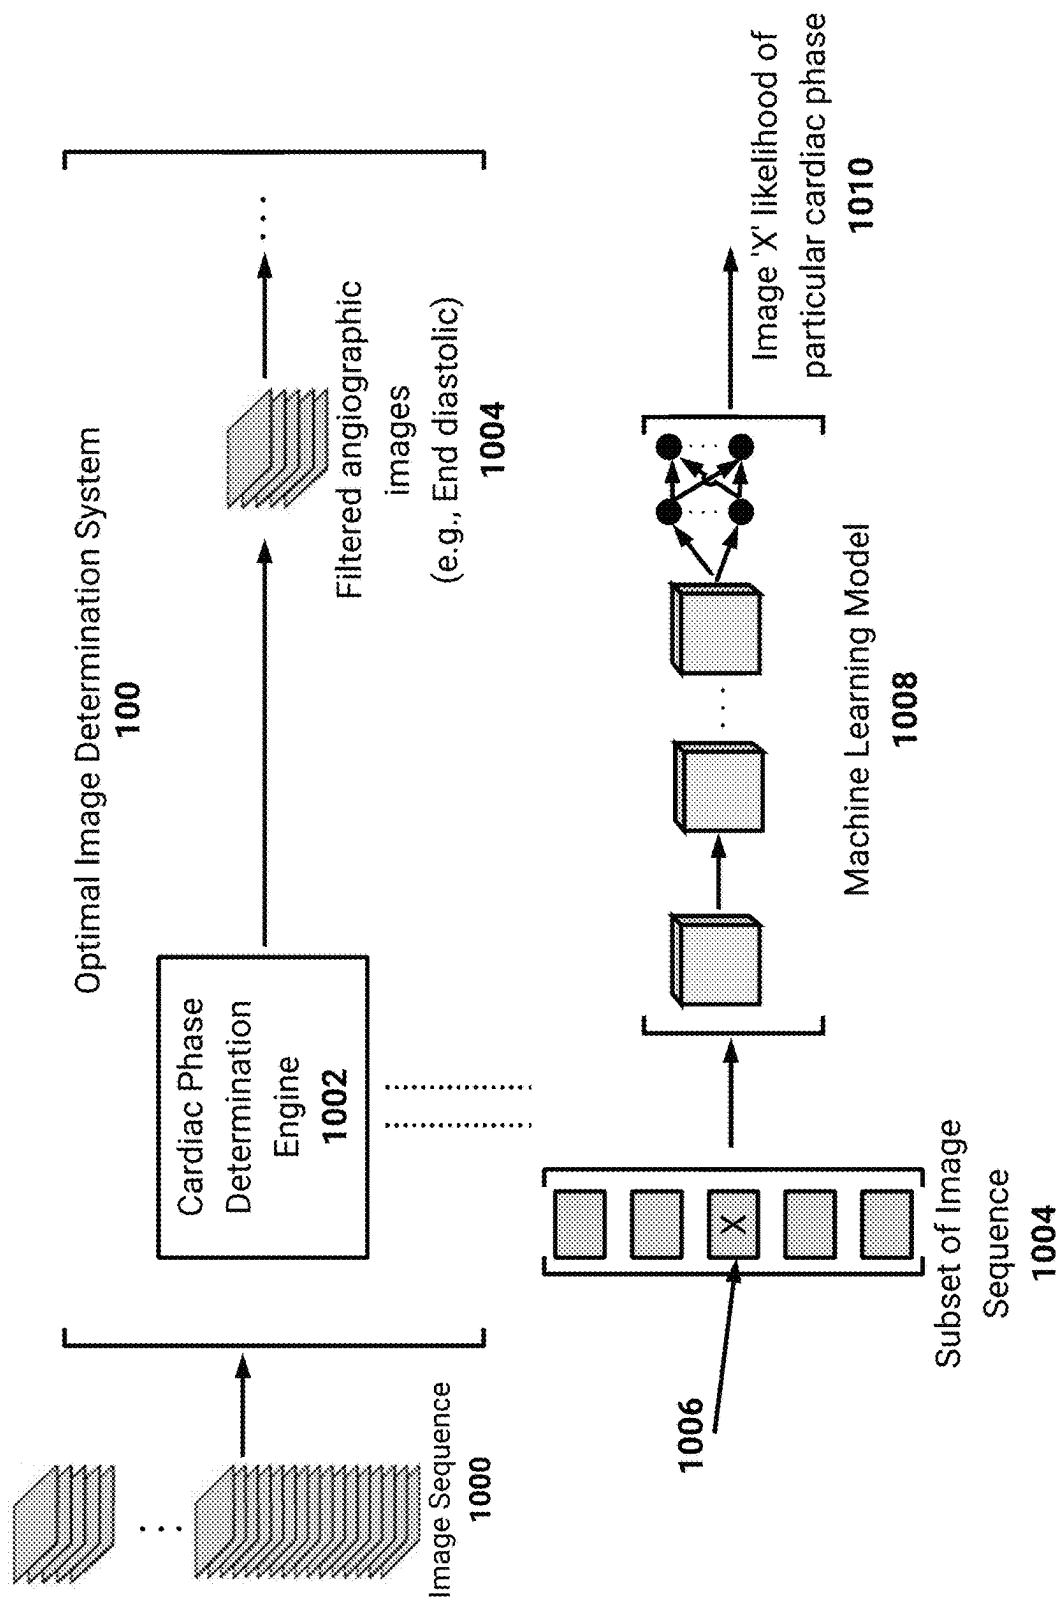 Optimal Image Determination System
100
Image Sequence
1000
Cardiac Phase
Determination
Engine
1002
Filtered angiographic
images
(e.g., End diastolic)
1004
1006
X
Subset of Image
Sequence
1004
Machine Learning Model
1008
Image 'X' likelihood of
particular cardiac phase
1010